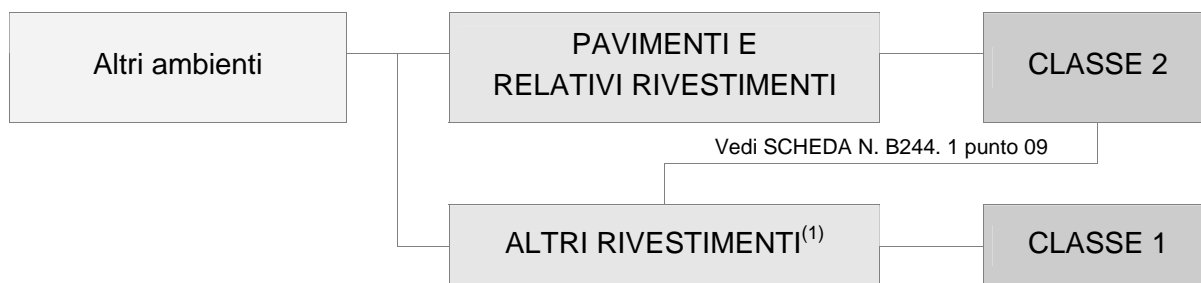 Altri ambienti
PAVIMENTI E
RELATIVI RIVESTIMENTI
CLASSE 2
Vedi SCHEDA N. B244. 1 punto 09
ALTRI RIVESTIMENTI(1)
CLASSE 1